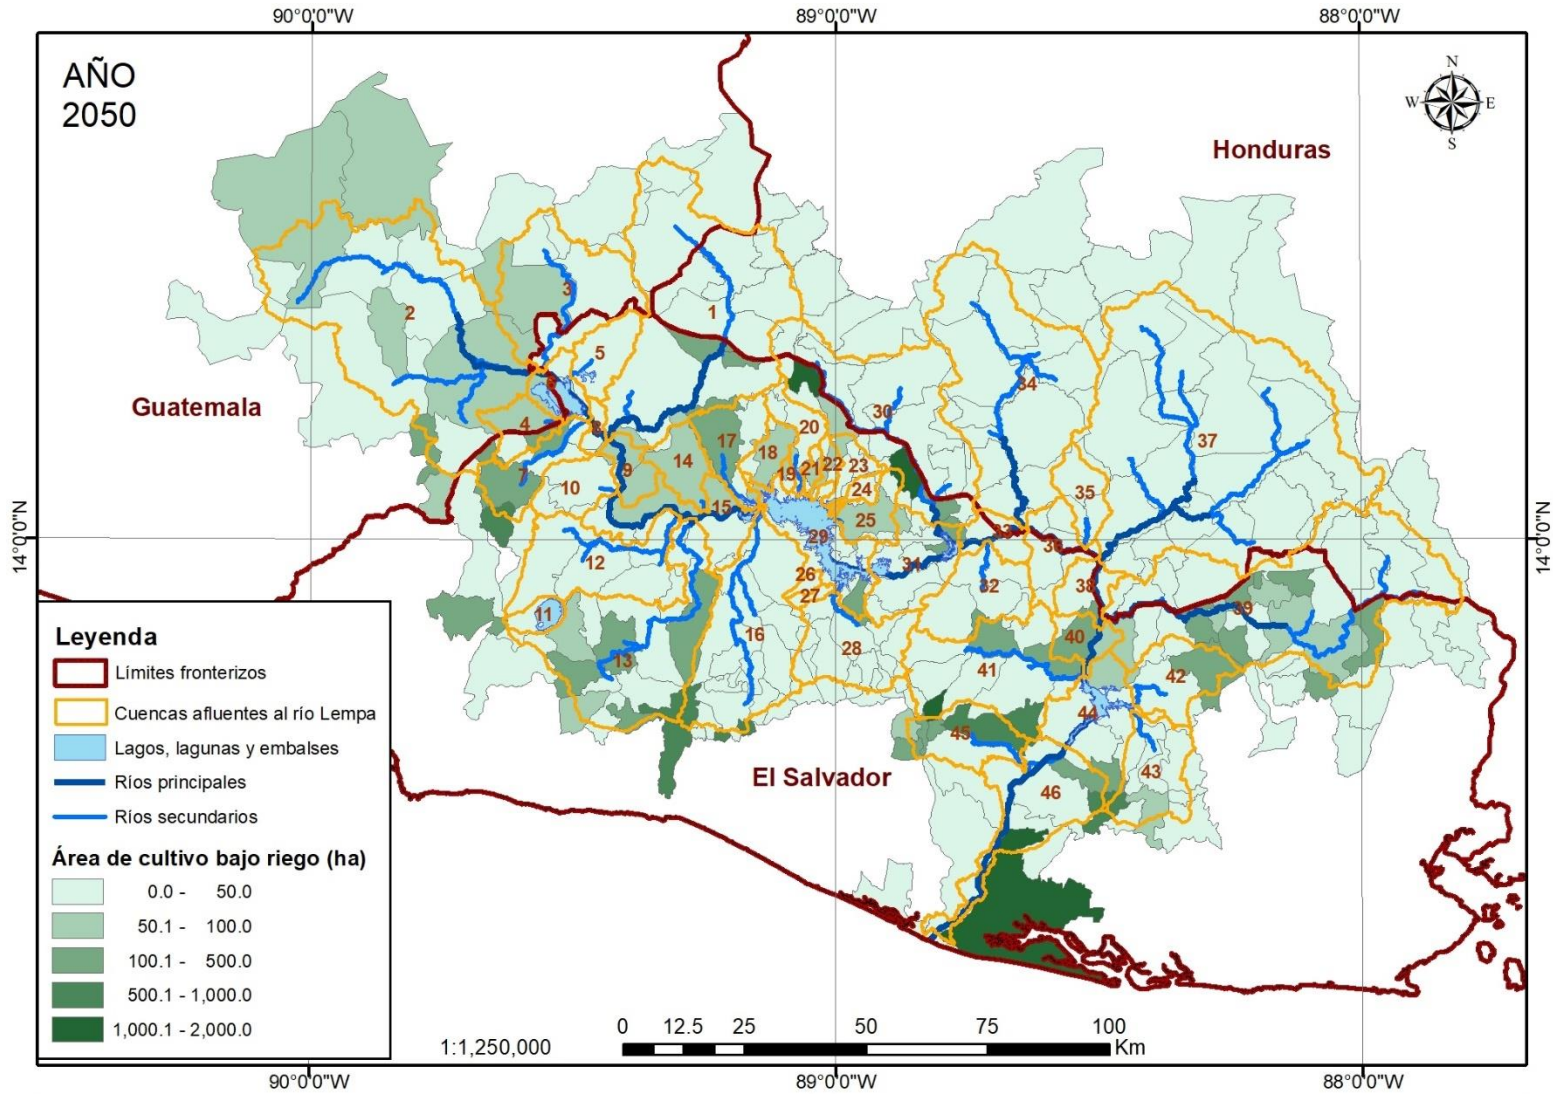 90°0'0"W
89°0'0"W
88°0'0"W
AÑO
2050
N
W
E
S
Honduras
Guatemala
El Salvador
14°0'0"N
14°0'0"N
1
2
3
5
4
7
9
10
14
17
18
19
20
21
22
23
24
25
30
34
37
35
15
29
12
11
13
16
26
27
28
31
32
33
36
38
39
40
41
42
43
44
45
46
Leyenda
Límites fronterizos
Cuencas afluentes al río Lempa
Lagos, lagunas y embalses
Ríos principales
Ríos secundarios
Área de cultivo bajo riego (ha)
0.0 - 50.0
50.1 - 100.0
100.1 - 500.0
500.1 - 1,000.0
1,000.1 - 2,000.0
1:1,250,000
0 12.5 25 50 75 100
Km
90°0'0"W
89°0'0"W
88°0'0"W